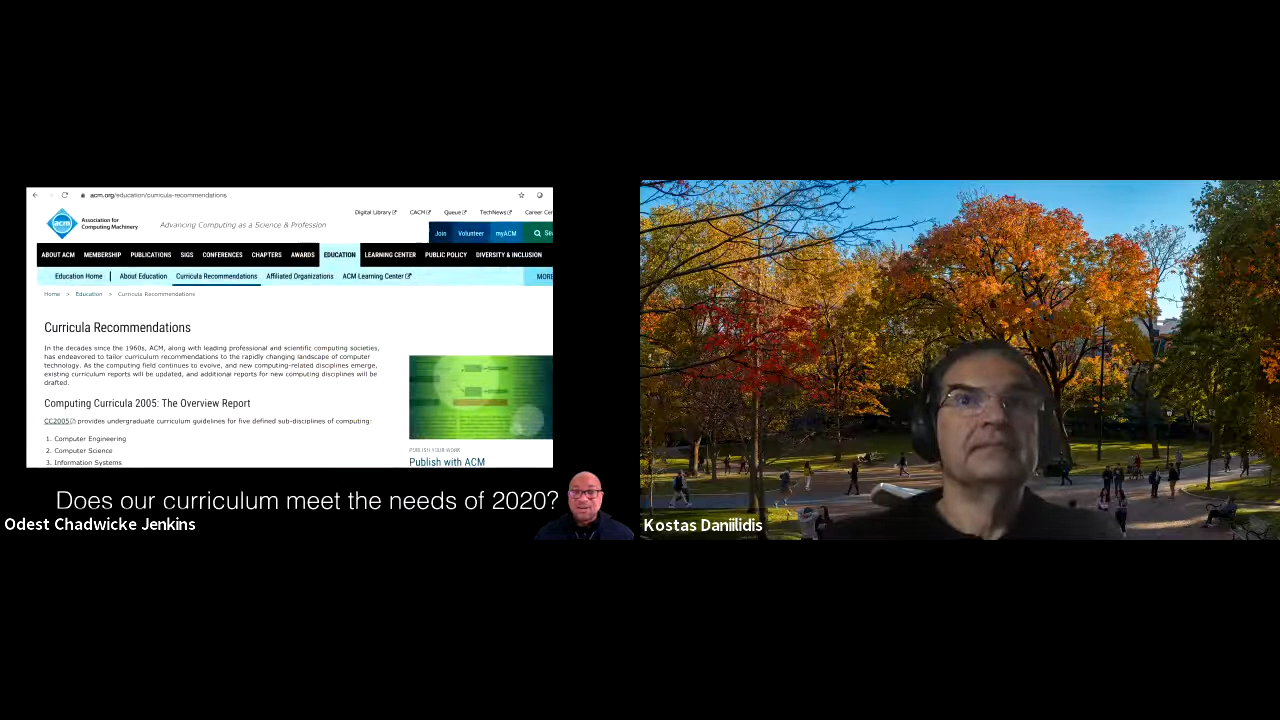 acm.org/education/curricula-recommendations
Digital Library CACM Queue TechNews Career Cen
acm
Association for
Computing Machinery
Advancing Computing as a Science & Profession
Join Volunteer myACM
ABOUT ACM MEMBERSHIP PUBLICATIONS SIGS CONFERENCES CHAPTERS AWARDS EDUCATION LEARNING CENTER PUBLIC POLICY DIVERSITY & INCLUSION
Education Home About Education Curricula Recommendations Affiliated Organizations ACM Learning Center MORE
Home > Education > Curricula Recommendations
Curricula Recommendations
In the decades since the 1960s, ACM, along with leading professional and scientific computing societies,
has endeavored to tailor curriculum recommendations to the rapidly changing landscape of computer
technology. As the computing field continues to evolve, and new computing-related disciplines emerge,
existing curriculum reports will be updated, and additional reports for new computing disciplines will be
drafted.
Computing Curricula 2005: The Overview Report
CC2005 provides undergraduate curriculum guidelines for five defined sub-disciplines of computing:
1. Computer Engineering
2. Computer Science
3. Information Systems
PUBLISH YOUR WORK
Publish with ACM
Does our curriculum meet the needs of 2020?
Odest Chadwicke Jenkins
Kostas Daniilidis